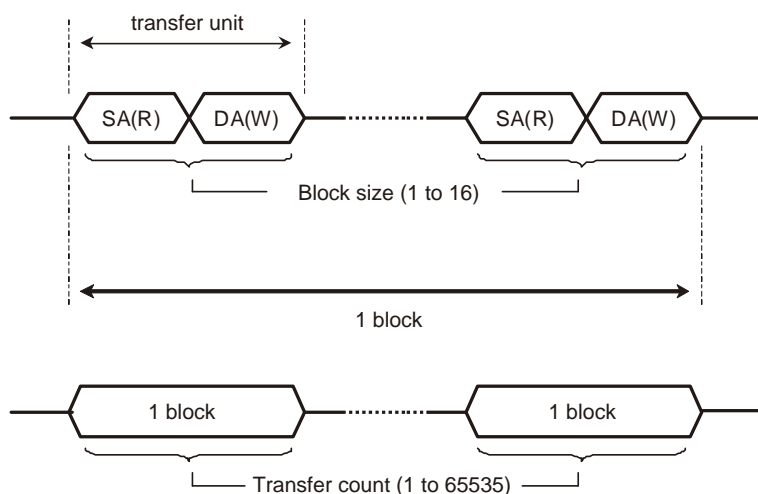 transfer unit
SA(R) DA(W) SA(R) DA(W)
Block size (1 to 16)
1 block
1 block 1 block
Transfer count (1 to 65535)